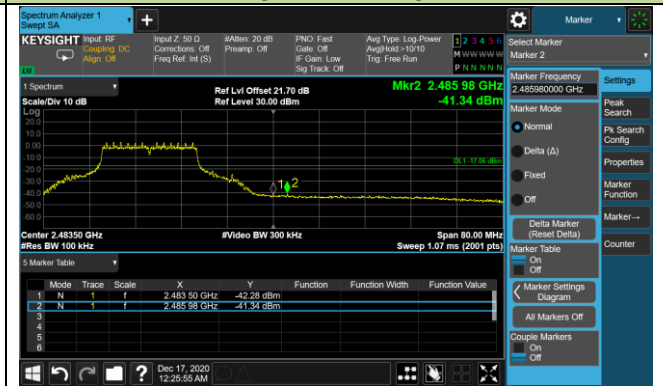 Spectrum Analyzer 1
Swept SA
+
Marker
KEYSIGHT
Input: RF
Coupling: DC
Align: Off
Input Z: 50 Ω
Corrections: Off
Freq Ref: Int (S)
#Atten: 20 dB
Preamp: Off
PNO: Fast
Gate: Off
IF Gain: Low
Sig Track: Off
Avg Type: Log-Power
Avg|Hold:>10/10
Trig: Free Run
1 2 3 4 5 6
M W W W W W
P N N N N N
LV
Select Marker
Marker 2
1 Spectrum
Scale/Div 10 dB
Log
Ref Lvl Offset 21.70 dB
Ref Level 30.00 dBm
Mkr2 2.485 98 GHz
-41.34 dBm
20.0
10.0
0.00
-10.0
-20.0
-30.0
-40.0
-50.0
-60.0
DL1 -17.06 dBm
1
2
Center 2.48350 GHz
#Res BW 100 kHz
#Video BW 300 kHz
Span 80.00 MHz
Sweep 1.07 ms (2001 pts)
5 Marker Table
Mode Trace Scale X Y Function Function Width Function Value
1 N 1 f 2.483 50 GHz -42.28 dBm
2 N 1 f 2.485 98 GHz -41.34 dBm
3
4
5
6
Marker Frequency
2.485980000 GHz
Marker Mode
Normal
Delta (Δ)
Fixed
Off
Delta Marker
(Reset Delta)
Marker Table
On
Off
Marker Settings
Diagram
All Markers Off
Couple Markers
On
Off
Settings
Peak
Search
Pk Search
Config
Properties
Marker
Function
Marker→
Counter
?
Dec 17, 2020
12:25:55 AM